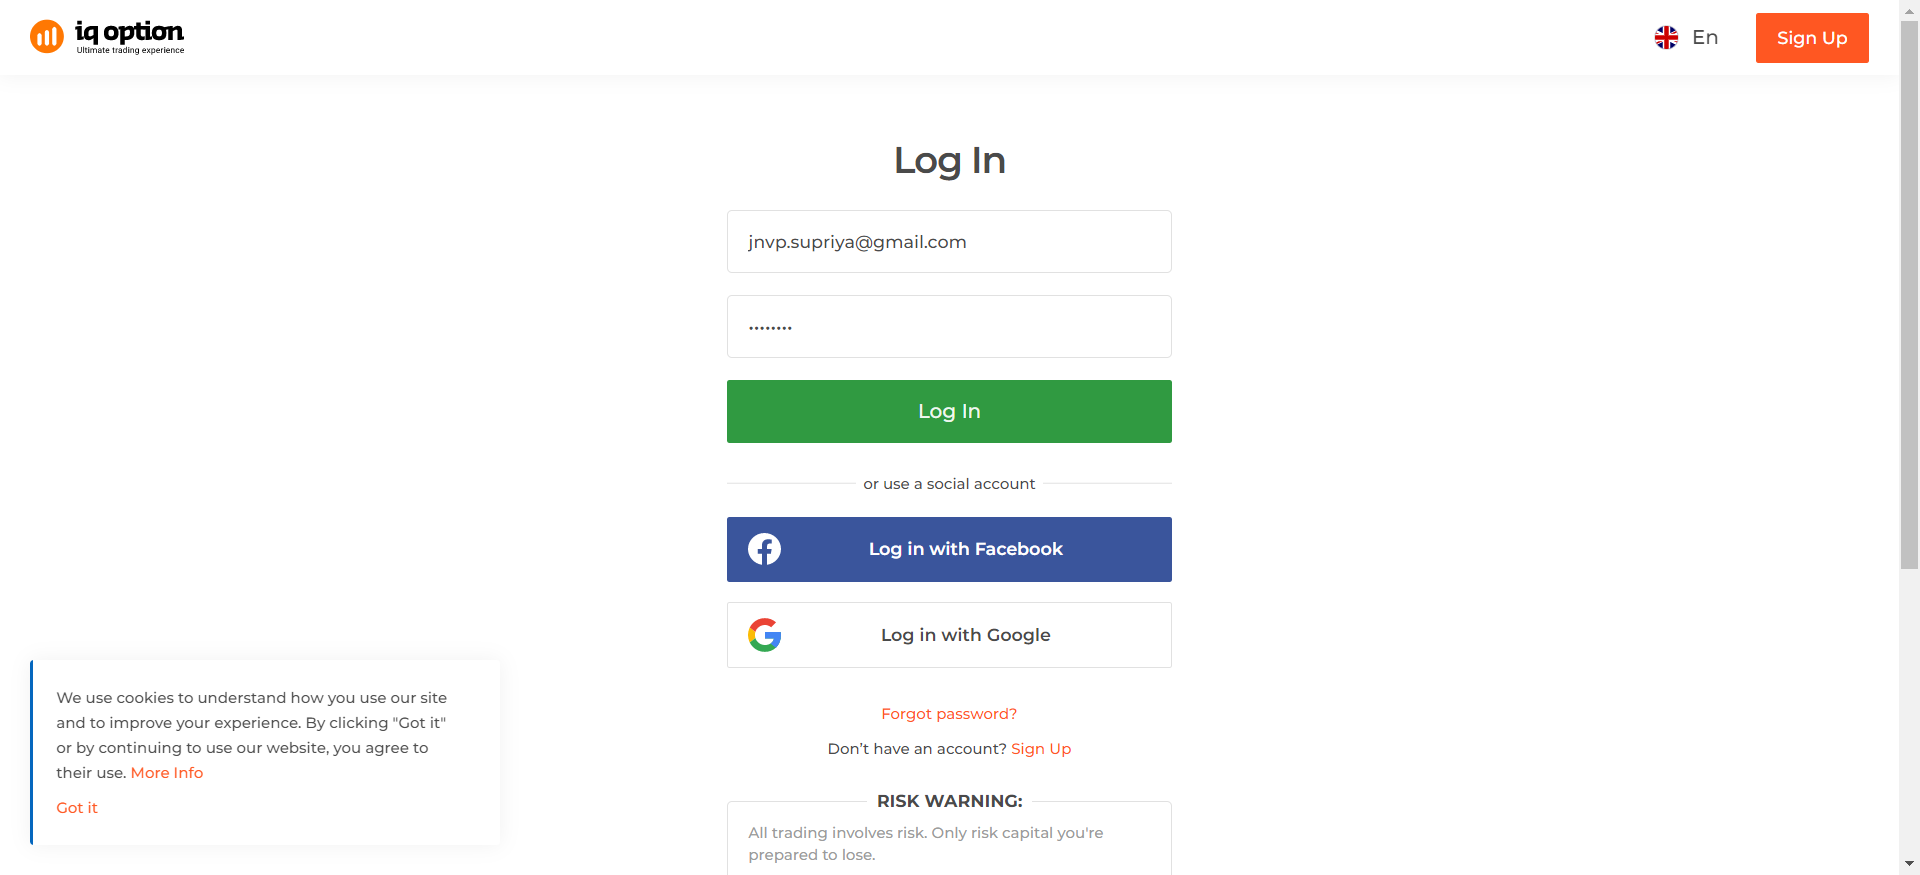 iq option
Ultimate trading experience
En
Sign Up
Log In
jnvp.supriya@gmail.com
••••••••
Log In
or use a social account
Log in with Facebook
Log in with Google
Forgot password?
Don’t have an account? Sign Up
RISK WARNING:
All trading involves risk. Only risk capital you're
prepared to lose.
We use cookies to understand how you use our site
and to improve your experience. By clicking "Got it"
or by continuing to use our website, you agree to
their use. More Info
Got it